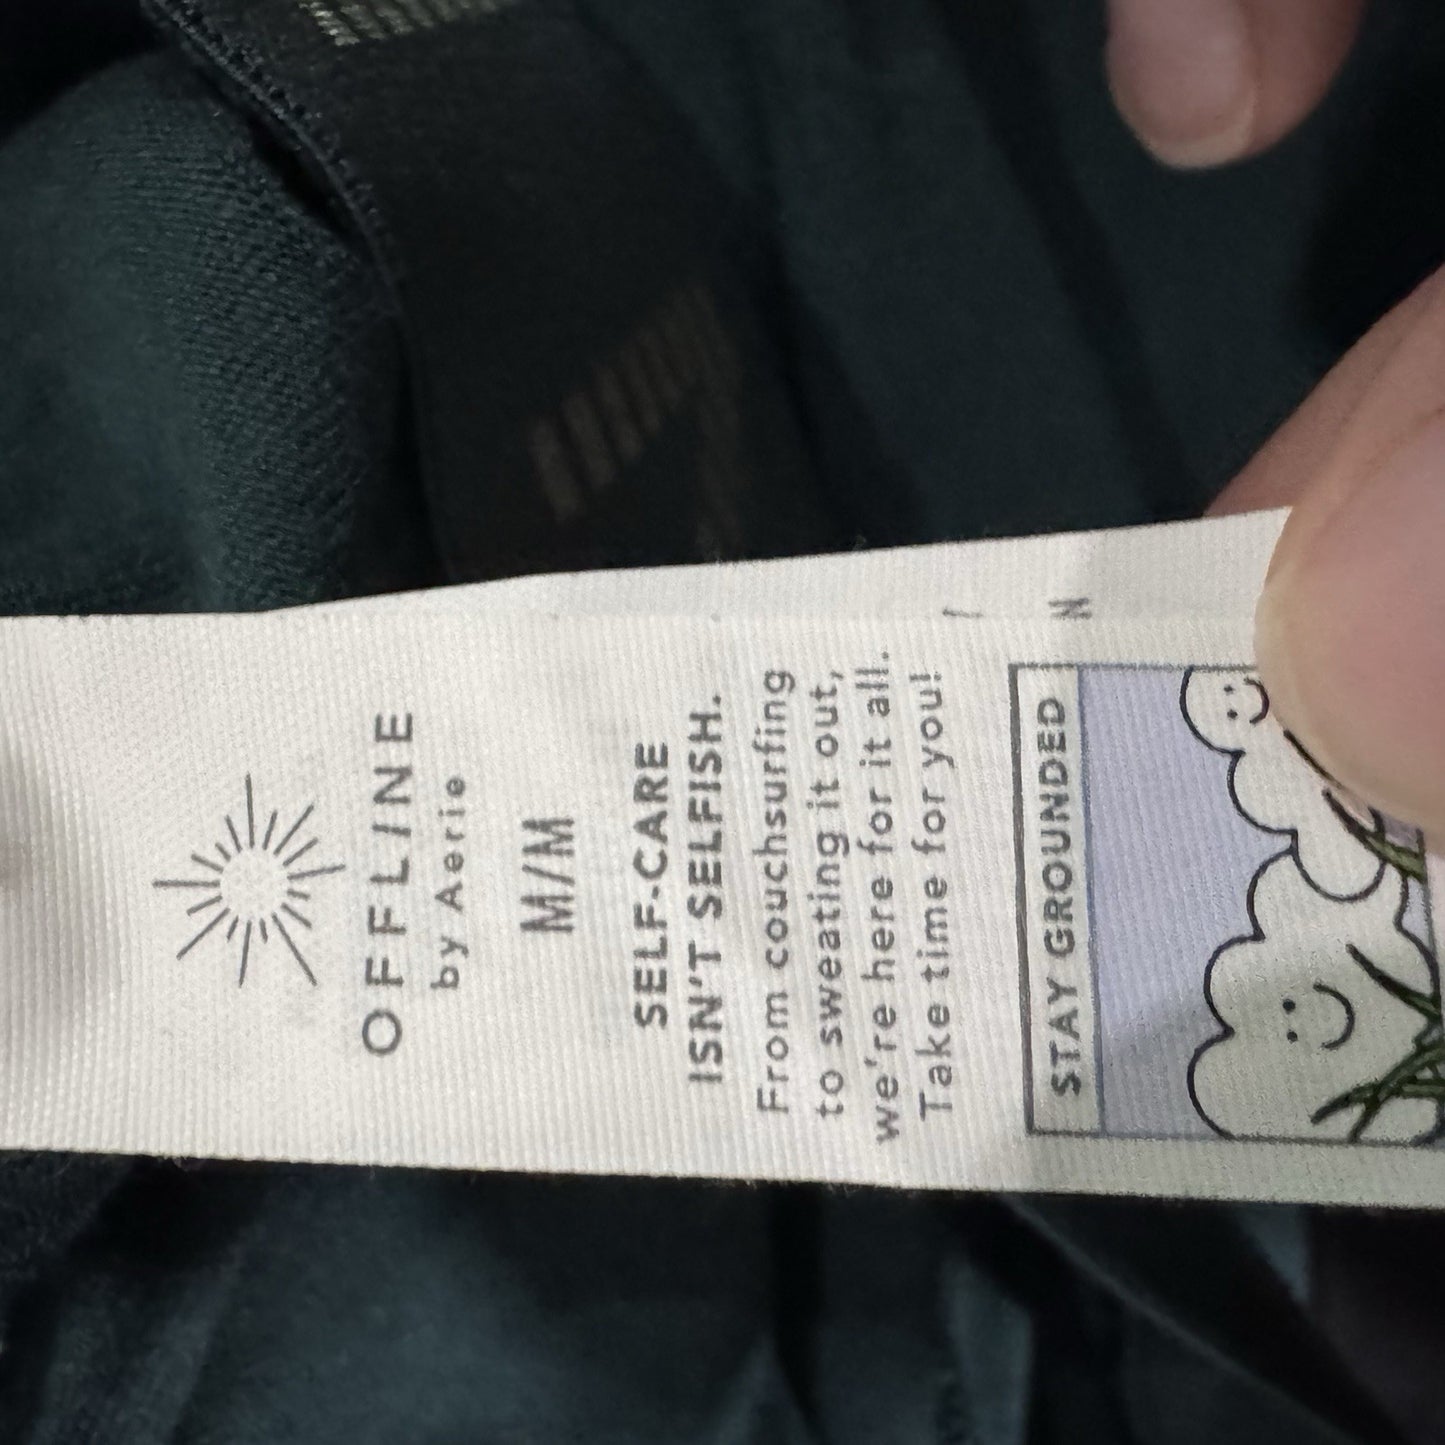 OFFLINE
by Aerie
M/M
SELF-CARE
ISN'T SELFISH.
From couchsurfing
to sweating it out,
we're here for it all.
Take time for you!
STAY GROUNDED